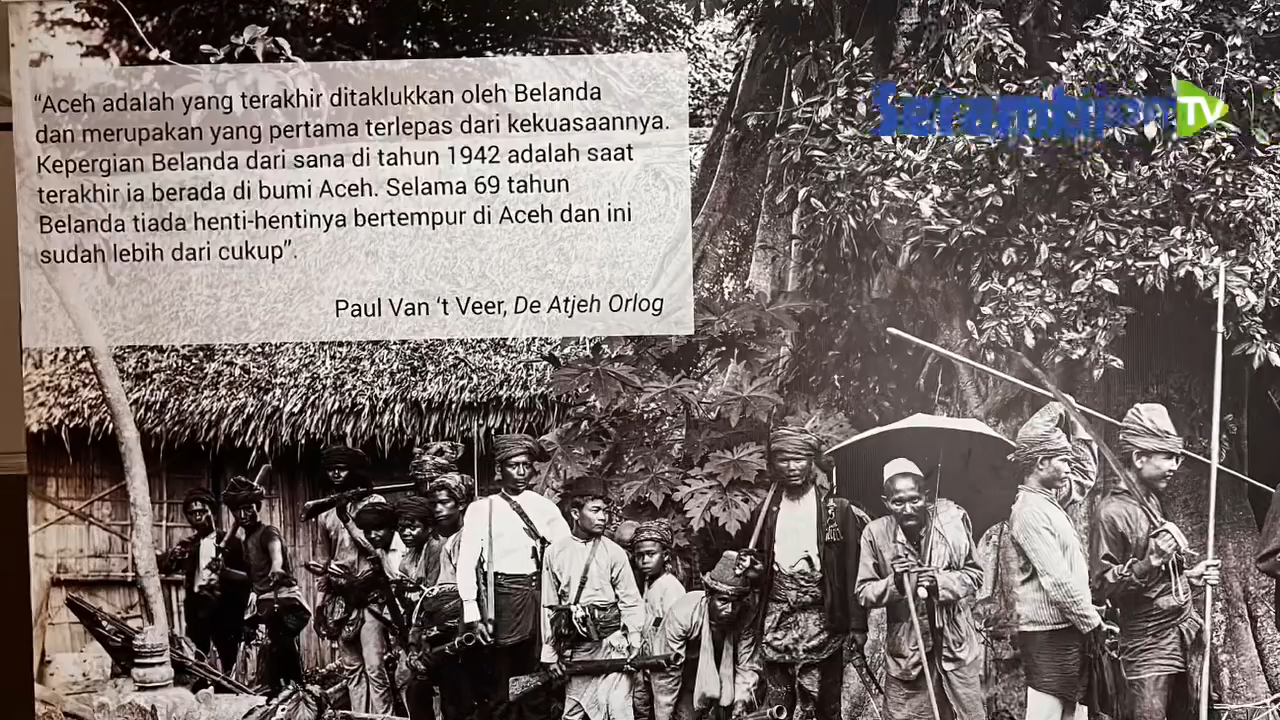 “Aceh adalah yang terakhir ditaklukkan oleh Belanda
dan merupakan yang pertama terlepas dari kekuasaannya.
Kepergian Belanda dari sana di tahun 1942 adalah saat
terakhir ia berada di bumi Aceh. Selama 69 tahun
Belanda tiada henti-hentinya bertempur di Aceh dan ini
sudah lebih dari cukup”.
Paul Van ‘t Veer, De Atjeh Orlog
TV